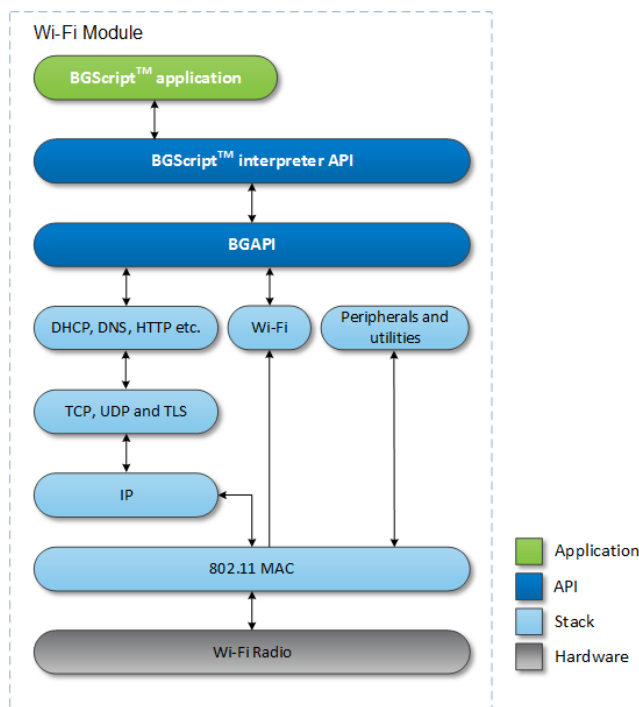 Wi-Fi Module
BGScript™ application
BGScript™ interpreter API
BGAPI
DHCP, DNS, HTTP etc.
Wi-Fi
Peripherals and
utilities
TCP, UDP and TLS
IP
802.11 MAC
Wi-Fi Radio
Application
API
Stack
Hardware